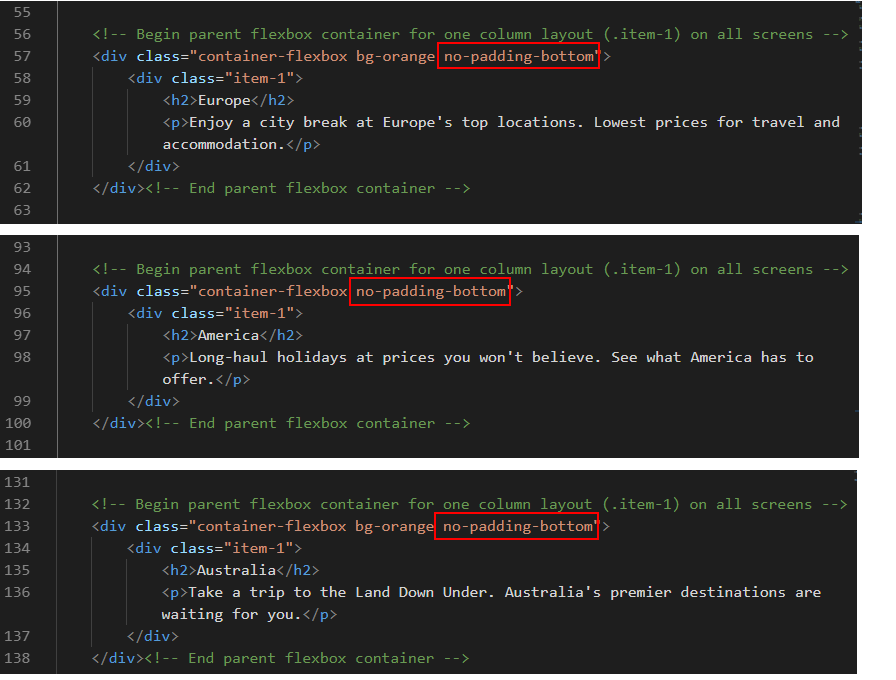 55
56 <!-- Begin parent flexbox container for one column layout (.item-1) on all screens -->
57 <div class="container-flexbox bg-orange no-padding-bottom">
58 <div class="item-1">
59 <h2>Europe</h2>
60 <p>Enjoy a city break at Europe's top locations. Lowest prices for travel and
accommodation.</p>
61 </div>
62 </div><!-- End parent flexbox container -->
63
93
94 <!-- Begin parent flexbox container for one column layout (.item-1) on all screens -->
95 <div class="container-flexbox no-padding-bottom">
96 <div class="item-1">
97 <h2>America</h2>
98 <p>Long-haul holidays at prices you won't believe. See what America has to
offer.</p>
99 </div>
100 </div><!-- End parent flexbox container -->
101
131
132 <!-- Begin parent flexbox container for one column layout (.item-1) on all screens -->
133 <div class="container-flexbox bg-orange no-padding-bottom">
134 <div class="item-1">
135 <h2>Australia</h2>
136 <p>Take a trip to the Land Down Under. Australia's premier destinations are
waiting for you.</p>
137 </div>
138 </div><!-- End parent flexbox container -->